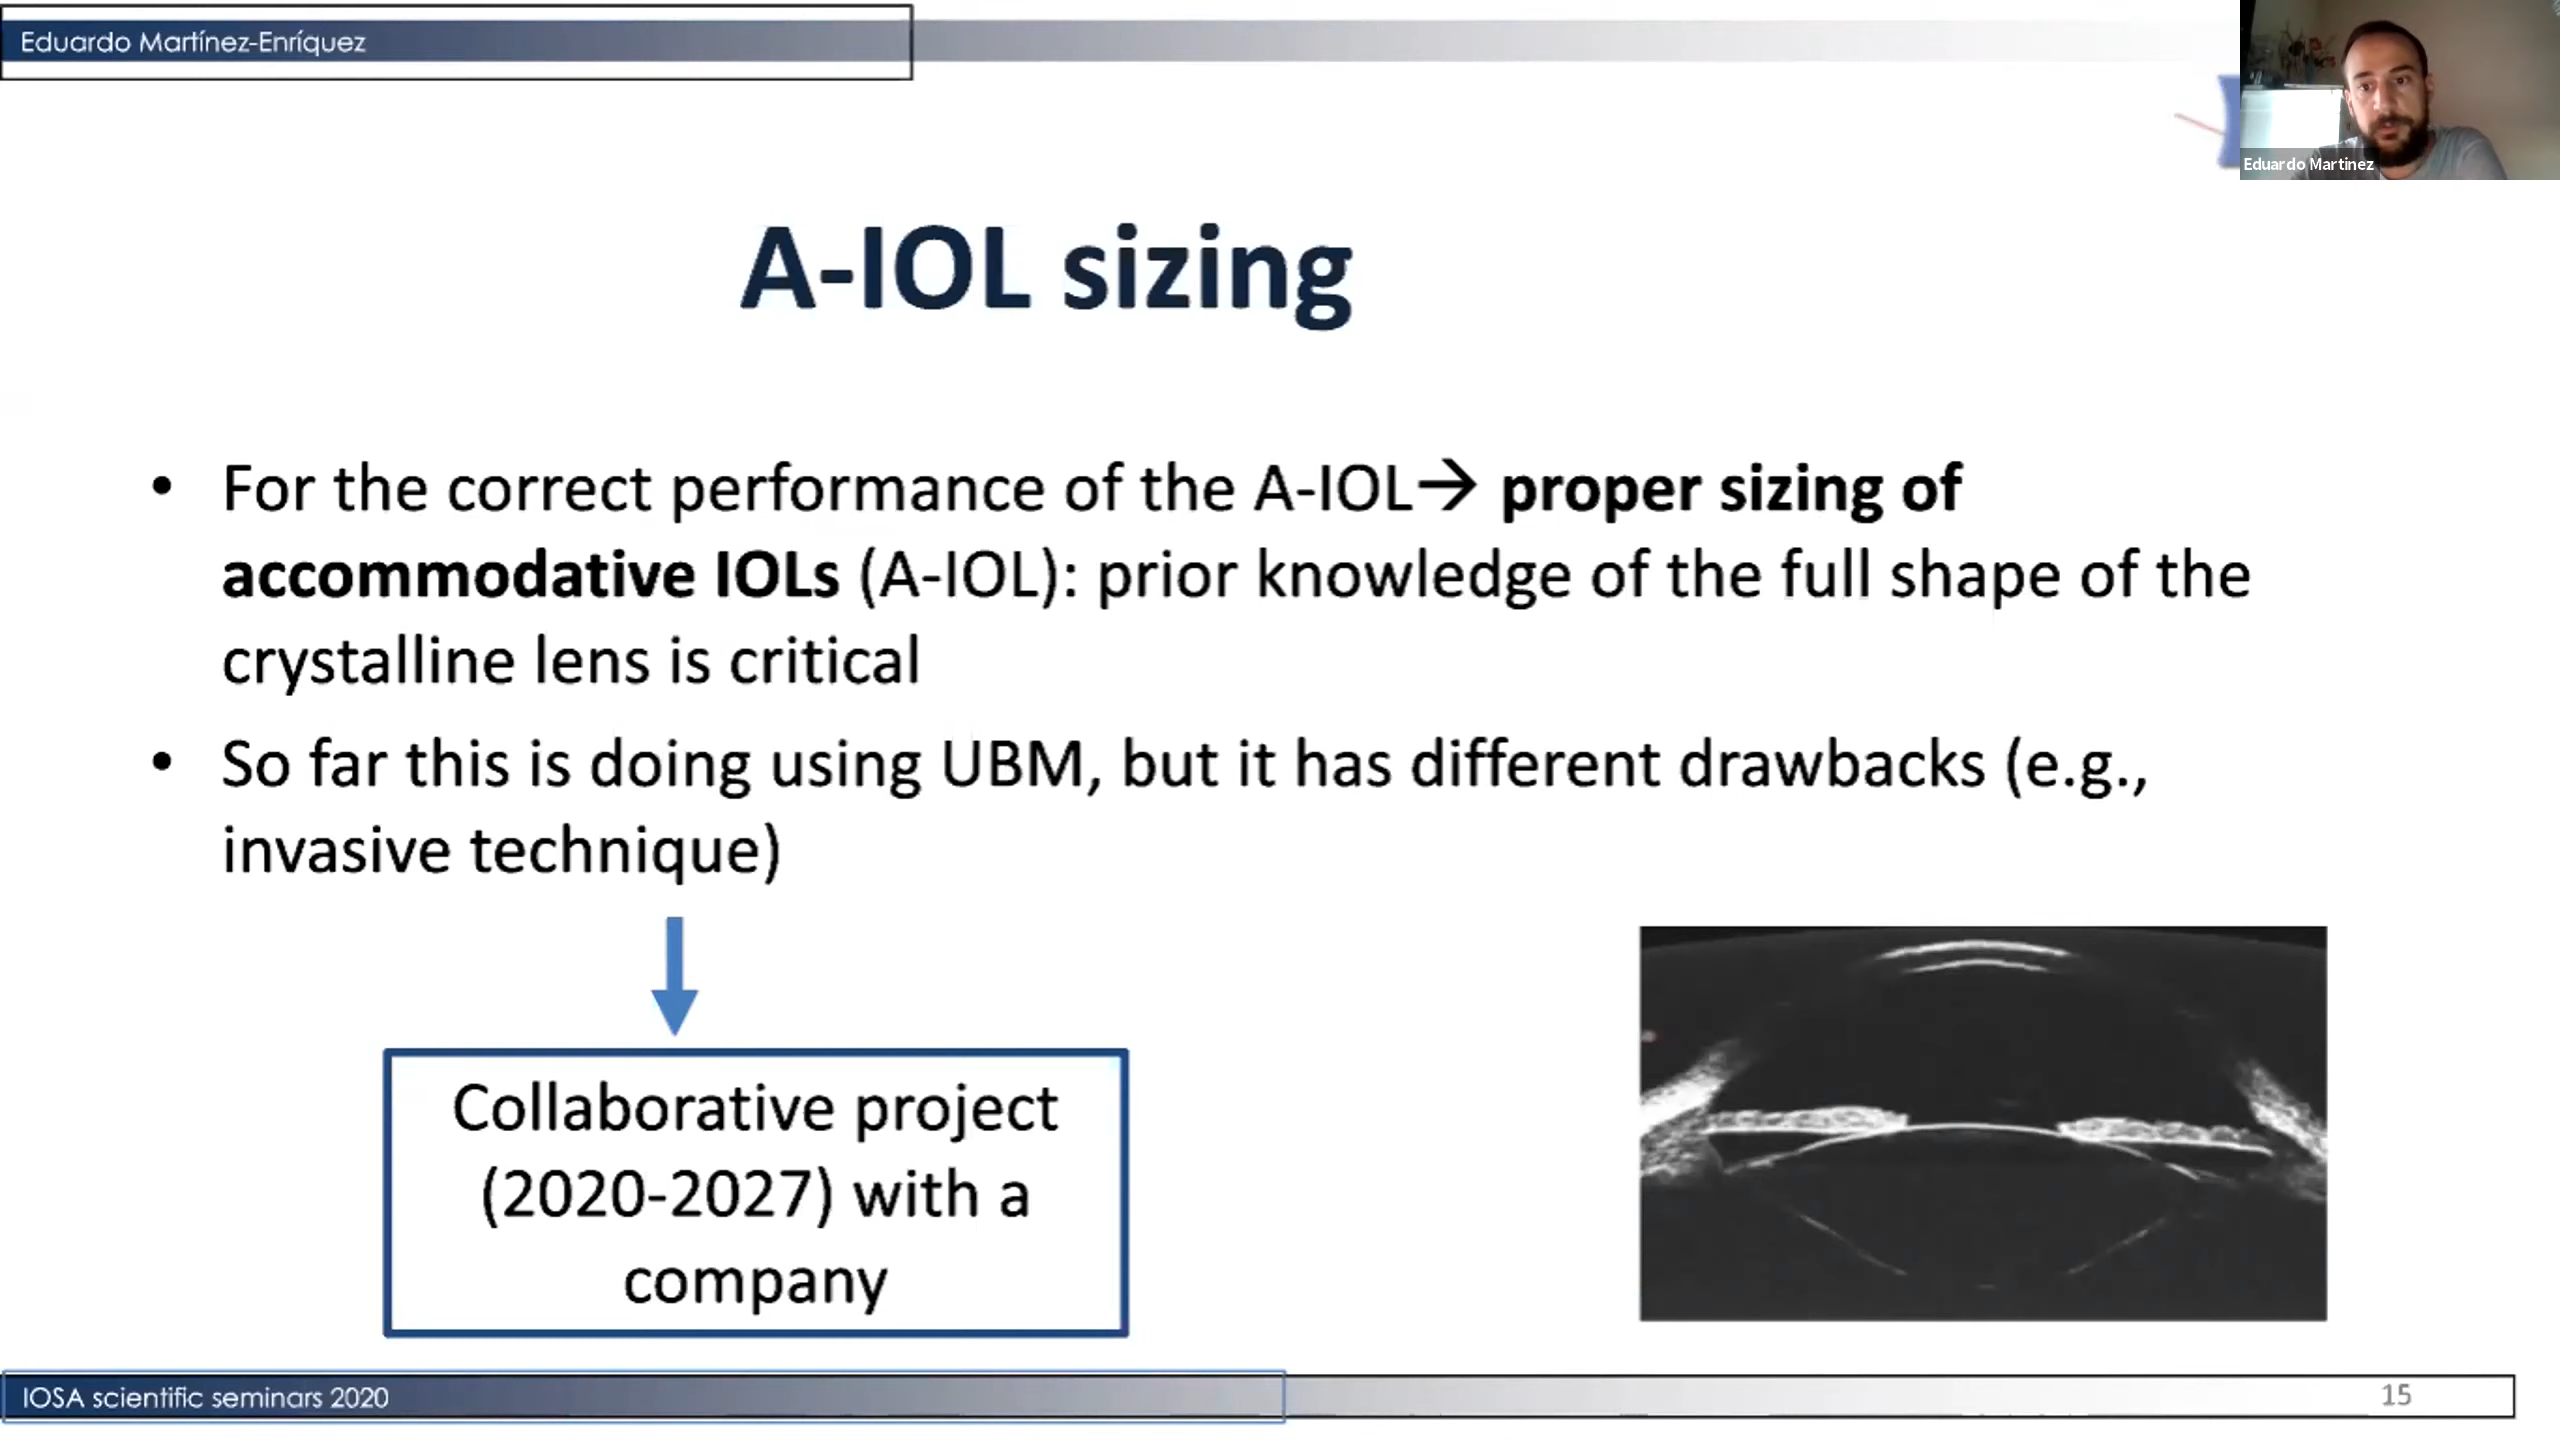 Eduardo Martínez-Enríquez
Eduardo Martinez
A-IOL sizing
• For the correct performance of the A-IOL→ proper sizing of
accommodative IOLs (A-IOL): prior knowledge of the full shape of the
crystalline lens is critical
• So far this is doing using UBM, but it has different drawbacks (e.g.,
invasive technique)
Collaborative project
(2020-2027) with a
company
IOSA scientific seminars 2020
15